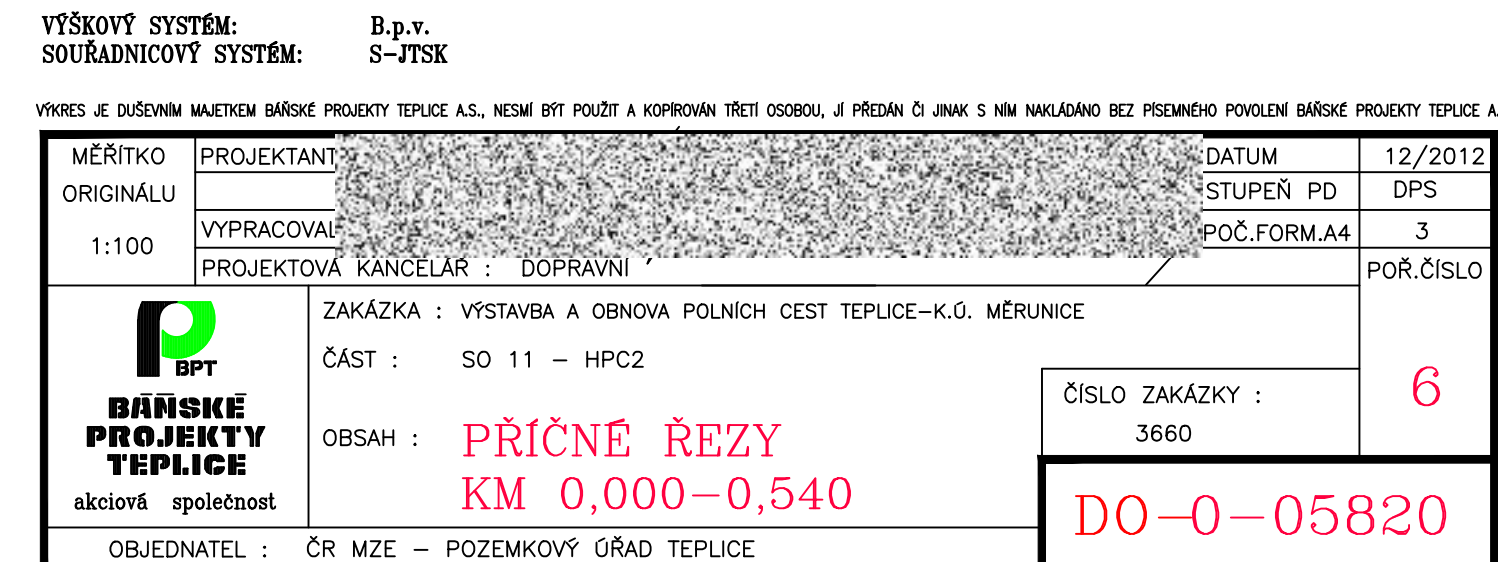 VÝŠKOVÝ SYSTÉM: B.p.v.
SOUŘADNICOVÝ SYSTÉM: S-JTSK
VÝKRES JE DUŠEVNÍM MAJETKEM BÁŇSKÉ PROJEKTY TEPLICE A.S., NESMÍ BÝT POUŽIT A KOPÍROVÁN TŘETÍ OSOBOU, JÍ PŘEDÁN ČI JINAK S NÍM NAKLÁDÁNO BEZ PÍSEMNÉHO POVOLENÍ BÁŇSKÉ PROJEKTY TEPLICE A.
MĚŘÍTKO ORIGINÁLU
1:100
PROJEKTANT
VYPRACOVAL
PROJEKTOVÁ KANCELÁŘ : DOPRAVNÍ
DATUM 12/2012
STUPEŇ PD DPS
POČ.FORM.A4 3
POŘ.ČÍSLO
6
BPT
BÁŇSKÉ
PROJEKTY
TEPLICE
akciová společnost
ZAKÁZKA : VÝSTAVBA A OBNOVA POLNÍCH CEST TEPLICE-K.Ú. MĚRUNICE
ČÁST : SO 11 - HPC2
OBSAH : PŘÍČNÉ ŘEZY
KM 0,000-0,540
ČÍSLO ZAKÁZKY :
3660
DO-0-05820
OBJEDNATEL : ČR MZE - POZEMKOVÝ ÚŘAD TEPLICE